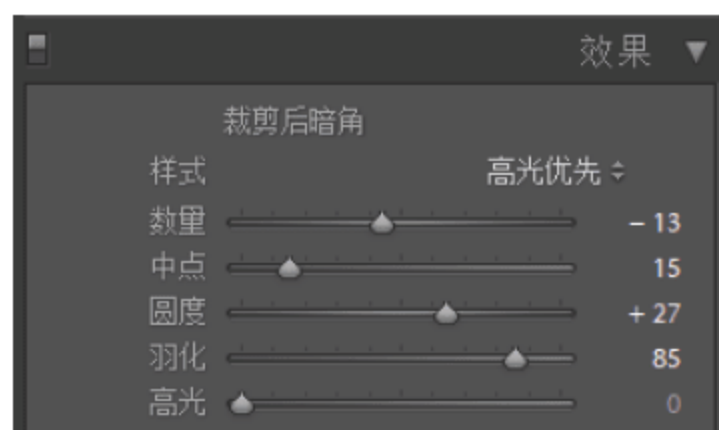 效果
裁剪后暗角
样式 高光优先
数量 – 13
中点 15
圆度 + 27
羽化 85
高光 0